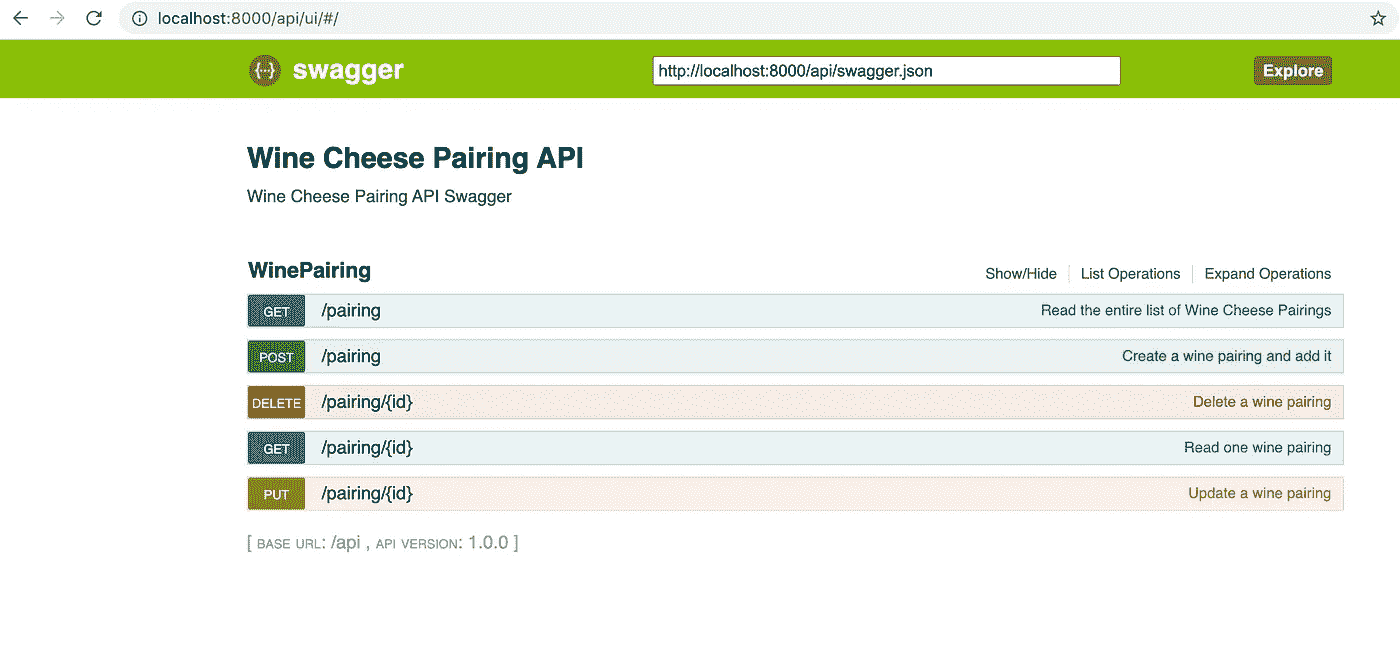 localhost:8000/api/ui/#/
{···} swagger http://localhost:8000/api/swagger.json Explore
Wine Cheese Pairing API
Wine Cheese Pairing API Swagger
WinePairing Show/Hide List Operations Expand Operations
GET /pairing Read the entire list of Wine Cheese Pairings
POST /pairing Create a wine pairing and add it
DELETE /pairing/{id} Delete a wine pairing
GET /pairing/{id} Read one wine pairing
PUT /pairing/{id} Update a wine pairing
[ BASE URL: /api , API VERSION: 1.0.0 ]